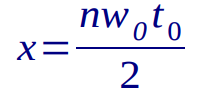 x = nw₀t₀ / 2